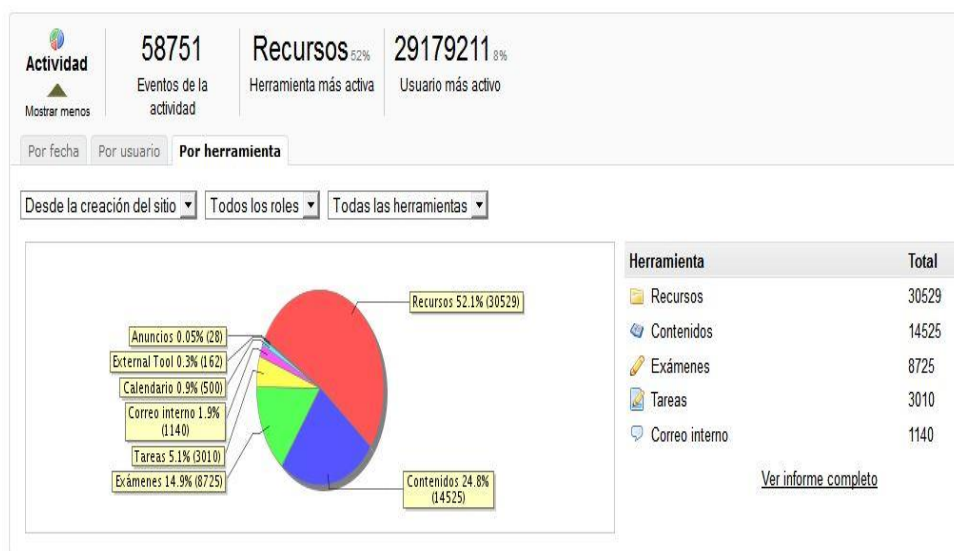 Actividad
Mostrar menos
58751
Eventos de la
actividad
Recursos 52%
Herramienta más activa
29179211 8%
Usuario más activo
Por fecha
Por usuario
Por herramienta
Desde la creación del sitio
Todos los roles
Todas las herramientas
Recursos 52.1% (30529)
Anuncios 0.05% (28)
External Tool 0.3% (162)
Calendario 0.9% (500)
Correo interno 1.9%
(1140)
Tareas 5.1% (3010)
Exámenes 14.9% (8725)
Contenidos 24.8%
(14525)
Herramienta Total
Recursos 30529
Contenidos 14525
Exámenes 8725
Tareas 3010
Correo interno 1140
Ver informe completo